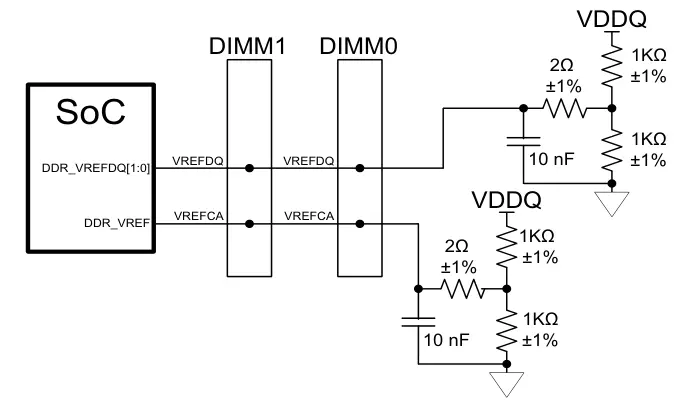 VDDQ
DIMM1
DIMM0
1KΩ
±1%
2Ω
±1%
SoC
1KΩ
±1%
10 nF
DDR_VREFDQ[1:0]
VREFDQ
VREFDQ
VDDQ
DDR_VREF
VREFCA
VREFCA
1KΩ
±1%
2Ω
±1%
1KΩ
±1%
10 nF